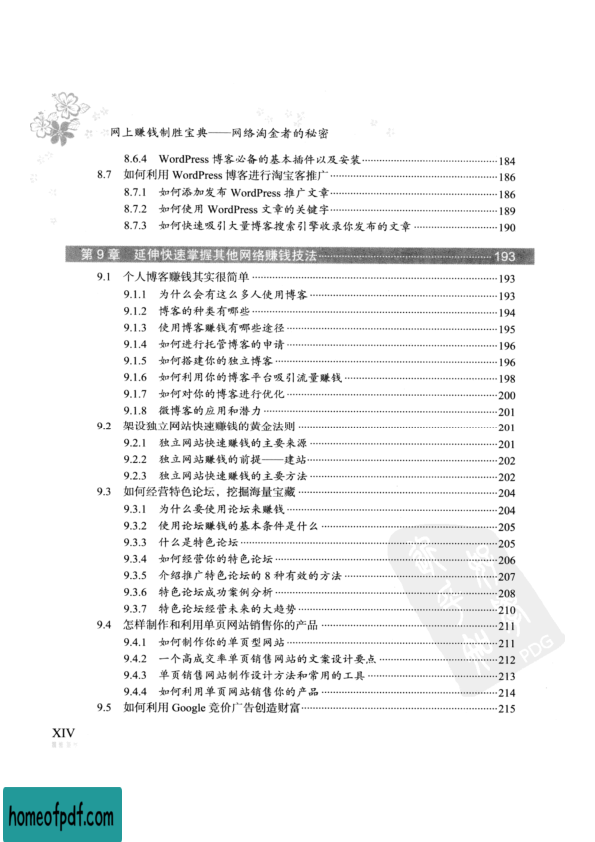 网上赚钱制胜宝典——网络淘金者的秘密
8.6.4 WordPress 博客必备的基本插件以及安装 184
8.7 如何利用 WordPress 博客进行淘宝客推广 186
8.7.1 如何添加发布 WordPress 推广文章 186
8.7.2 如何使用 WordPress 文章的关键字 189
8.7.3 如何快速吸引大量博客搜索引擎收录你发布的文章 190
第 9 章 延伸快速掌握其他网络赚钱技法 193
9.1 个人博客赚钱其实很简单 193
9.1.1 为什么会有这么多人使用博客 193
9.1.2 博客的种类有哪些 194
9.1.3 使用博客赚钱有哪些途径 195
9.1.4 如何进行托管博客的申请 196
9.1.5 如何搭建你的独立博客 196
9.1.6 如何利用你的博客平台吸引流量赚钱 198
9.1.7 如何对你的博客进行优化 200
9.1.8 微博客的应用和潜力 201
9.2 架设独立网站快速赚钱的黄金法则 201
9.2.1 独立网站快速赚钱的主要来源 201
9.2.2 独立网站赚钱的前提——建站 202
9.2.3 独立网站快速赚钱的主要方法 202
9.3 如何经营特色论坛，挖掘海量宝藏 204
9.3.1 为什么要使用论坛来赚钱 204
9.3.2 使用论坛赚钱的基本条件是什么 205
9.3.3 什么是特色论坛 205
9.3.4 如何经营你的特色论坛 206
9.3.5 介绍推广特色论坛的 8 种有效的方法 207
9.3.6 特色论坛成功案例分析 208
9.3.7 特色论坛经营未来的大趋势 210
9.4 怎样制作和利用单页网站销售你的产品 211
9.4.1 如何制作你的单页型网站 211
9.4.2 一个高成交率单页销售网站的文案设计要点 212
9.4.3 单页销售网站制作设计方法和常用的工具 213
9.4.4 如何利用单页网站销售你的产品 214
9.5 如何利用 Google 竞价广告创造财富 215
PDG
XIV
homeofpdf.com